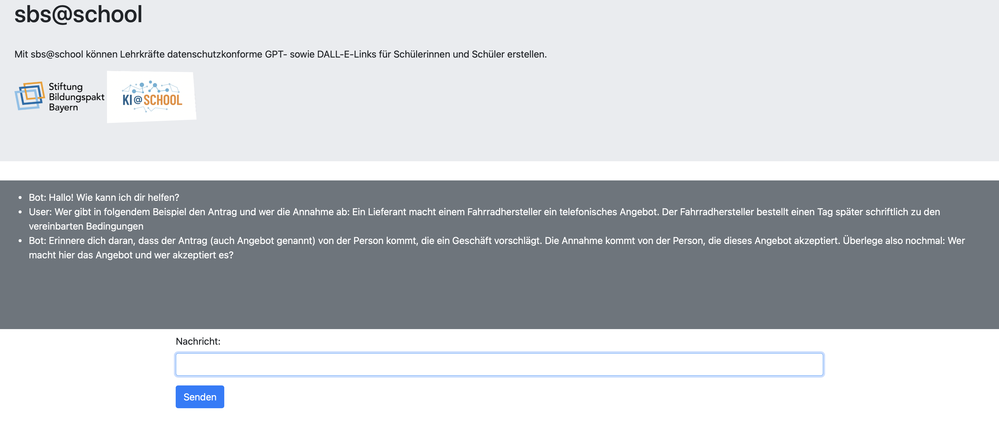 sbs@school
Mit sbs@school können Lehrkräfte datenschutzkonforme GPT- sowie DALL-E-Links für Schülerinnen und Schüler erstellen.
Stiftung
Bildungspakt
Bayern
KI@SCHOOL
• Bot: Hallo! Wie kann ich dir helfen?
• User: Wer gibt in folgendem Beispiel den Antrag und wer die Annahme ab: Ein Lieferant macht einem Fahrradhersteller ein telefonisches Angebot. Der Fahrradhersteller bestellt einen Tag später schriftlich zu den
vereinbarten Bedingungen
• Bot: Erinnere dich daran, dass der Antrag (auch Angebot genannt) von der Person kommt, die ein Geschäft vorschlägt. Die Annahme kommt von der Person, die dieses Angebot akzeptiert. Überlege also nochmal: Wer
macht hier das Angebot und wer akzeptiert es?
Nachricht:
Senden